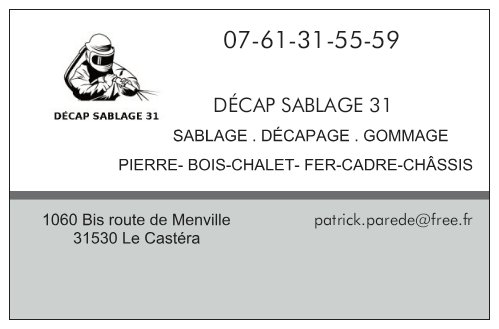 07-61-31-55-59
DÉCAP SABLAGE 31
DÉCAP SABLAGE 31
SABLAGE . DÉCAPAGE . GOMMAGE
PIERRE- BOIS-CHALET- FER-CADRE-CHÂSSIS
1060 Bis route de Menville
31530 Le Castéra
patrick.parede@free.fr